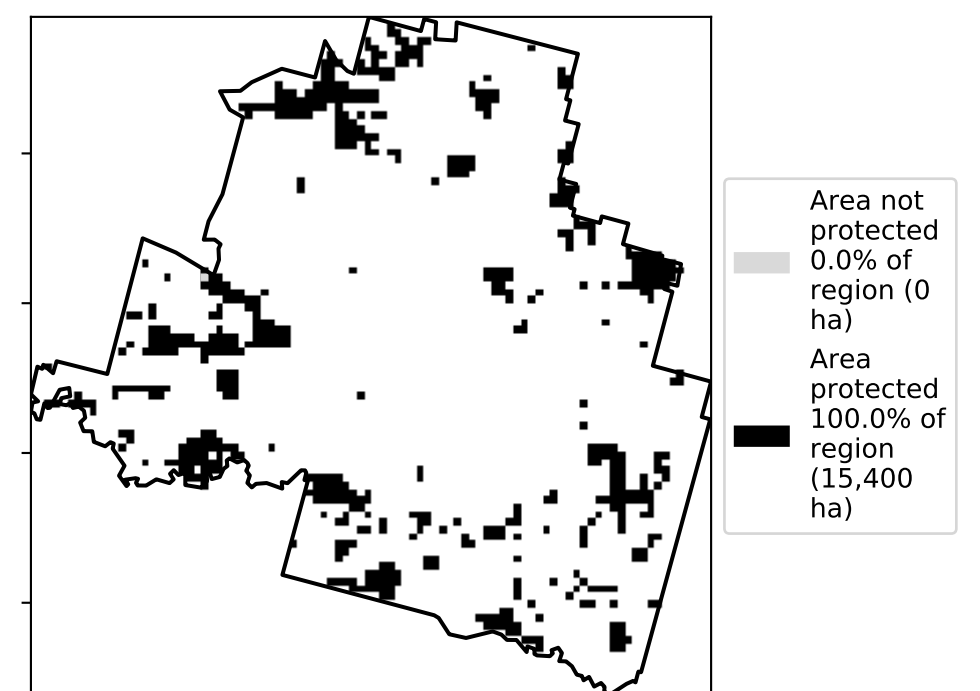 Area not
protected
0.0% of
region (0
ha)
Area
protected
100.0% of
region
(15,400
ha)